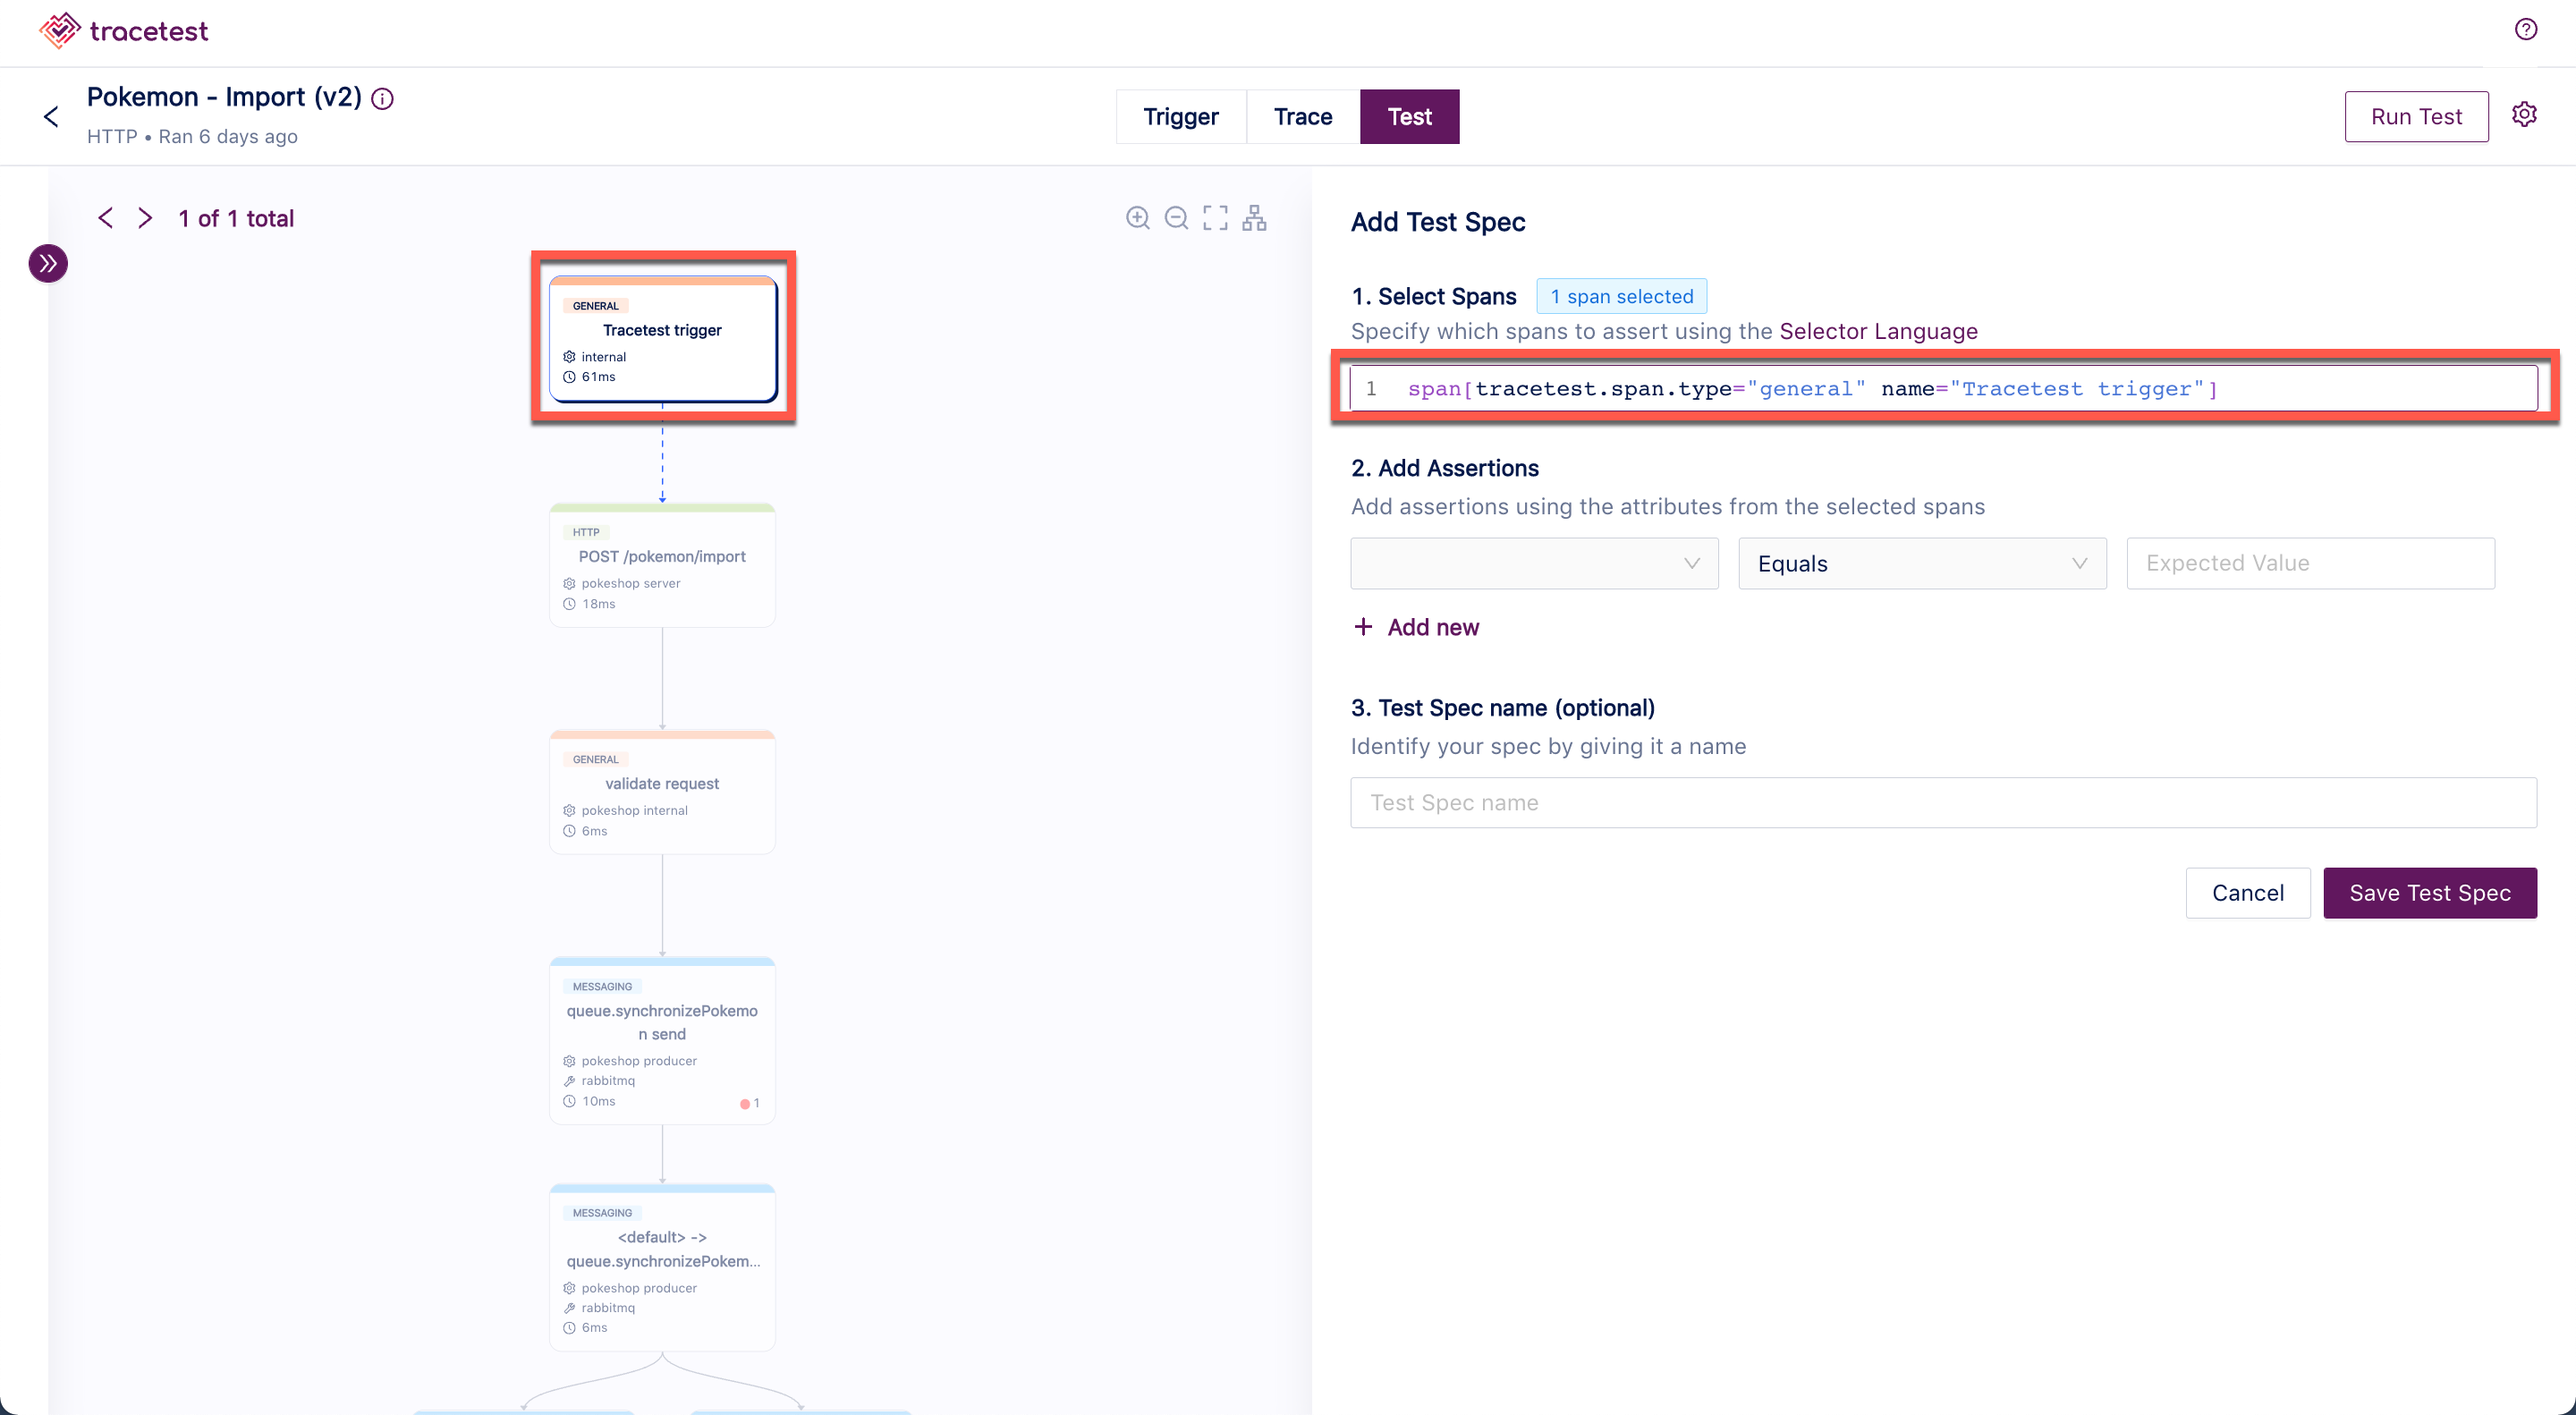 tracetest
Pokemon - Import (v2)
HTTP • Ran 6 days ago
Trigger
Trace
Test
Run Test
1 of 1 total
GENERAL
Tracetest trigger
internal
61ms
HTTP
POST /pokemon/import
pokeshop server
18ms
GENERAL
validate request
pokeshop internal
6ms
MESSAGING
queue.synchronizePokemo
n send
pokeshop producer
rabbitmq
10ms
1
MESSAGING
<default> ->
queue.synchronizePokem...
pokeshop producer
rabbitmq
6ms
Add Test Spec
1. Select Spans
1 span selected
Specify which spans to assert using the Selector Language
1 span[tracetest.span.type="general" name="Tracetest trigger"]
2. Add Assertions
Add assertions using the attributes from the selected spans
Equals
Expected Value
+ Add new
3. Test Spec name (optional)
Identify your spec by giving it a name
Test Spec name
Cancel
Save Test Spec